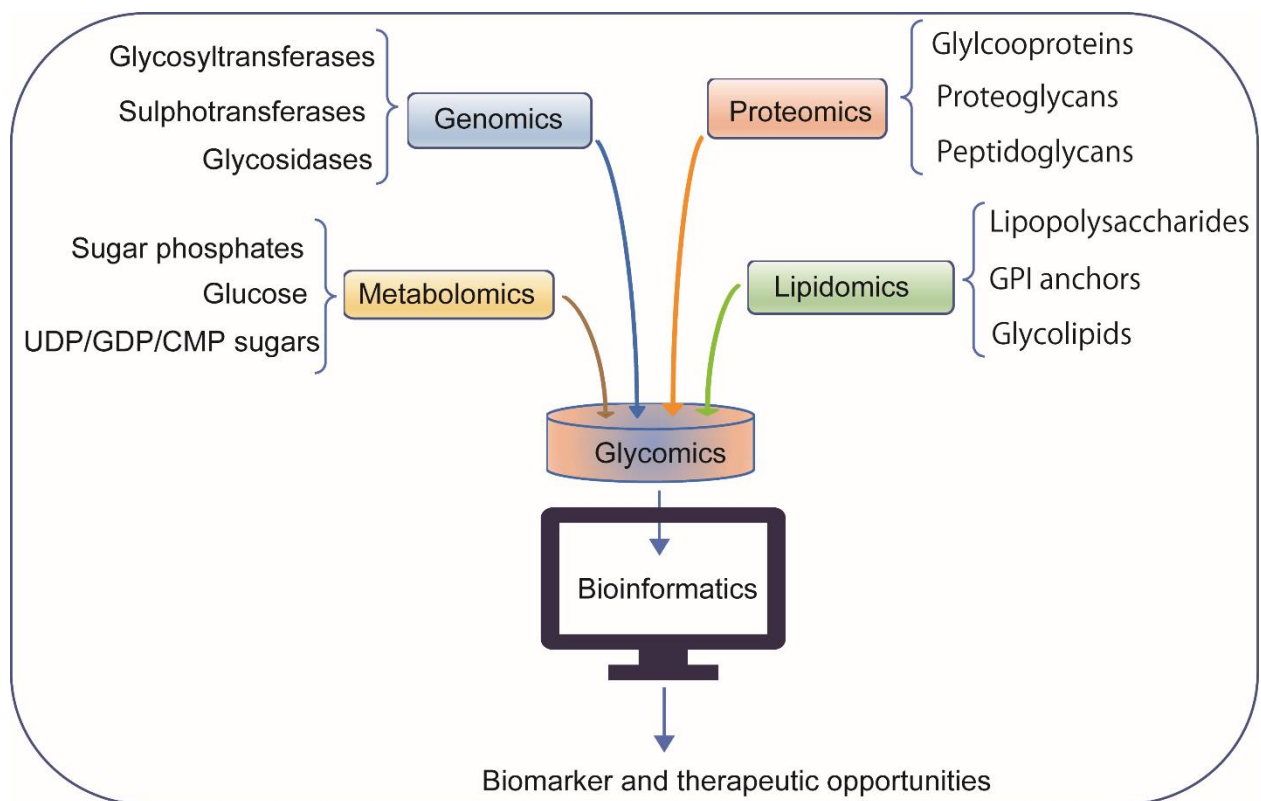 Glycosyltransferases
Sulphotransferases
Glycosidases
Genomics
Proteomics
Glylcooproteins
Proteoglycans
Peptidoglycans
Sugar phosphates
Glucose
UDP/GDP/CMP sugars
Metabolomics
Lipidomics
Lipopolysaccharides
GPI anchors
Glycolipids
Glycomics
Bioinformatics
Biomarker and therapeutic opportunities